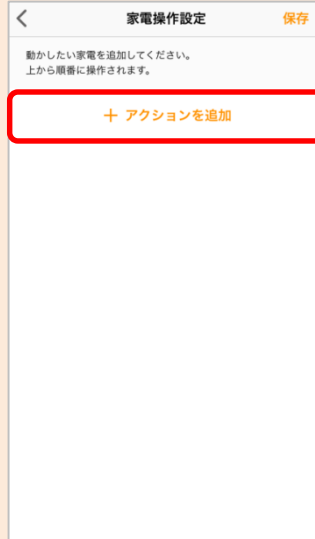 家電操作設定
保存
動かしたい家電を追加してください。
上から順番に操作されます。
＋ アクションを追加